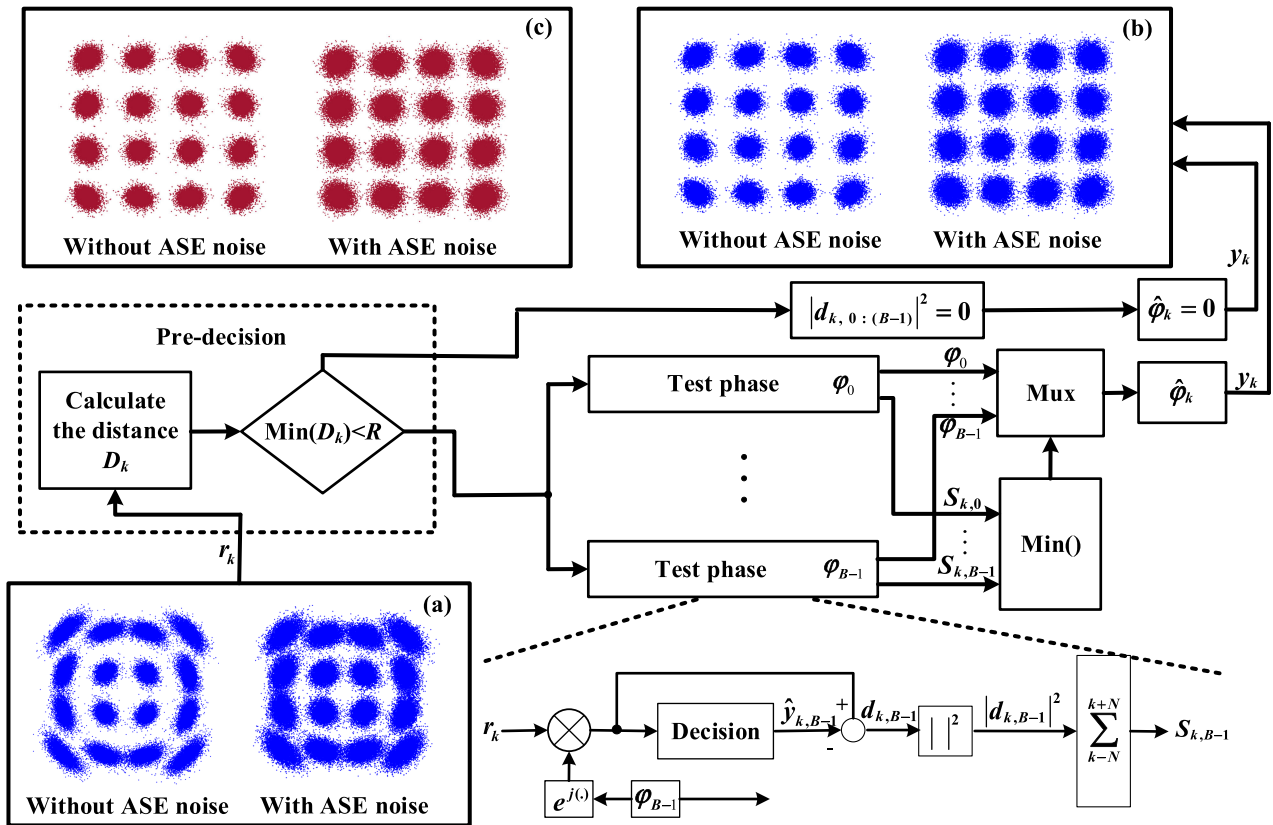 (c)
Without ASE noise
With ASE noise
(b)
Without ASE noise
With ASE noise
y_k
Pre-decision
|d_{k, 0 : (B−1)}|^2 = 0
φ̂_k = 0
Calculate
the distance
D_k
Min(D_k)<R
Test phase φ_0
φ_0
⋮
φ_{B−1}
Mux
φ̂_k
y_k
r_k
Test phase φ_{B−1}
S_{k,0}
⋮
S_{k,B−1}
Min()
(a)
Without ASE noise
With ASE noise
r_k
Decision
ŷ_{k,B−1}
+
-
d_{k,B−1}
| |^2
|d_{k,B−1}|^2
k+N
∑
k−N
S_{k,B−1}
e^{j(.)}
φ_{B−1}